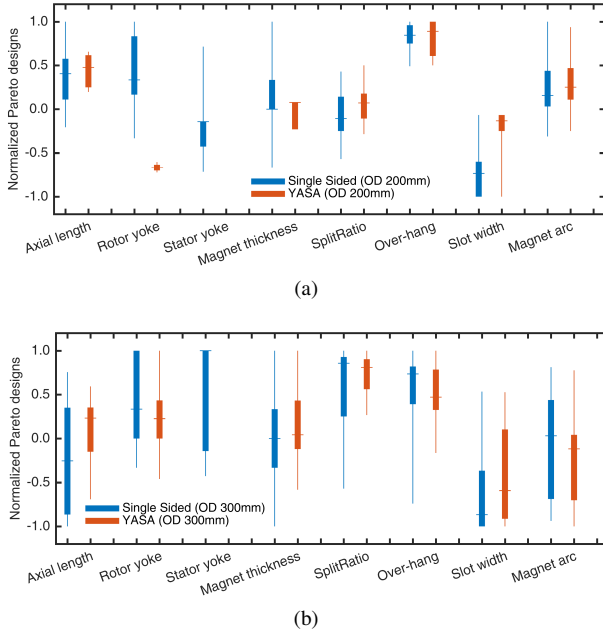 Normalized Pareto designs
1.0
0.5
0.0
-0.5
-1.0
Single Sided (OD 200mm)
YASA (OD 200mm)
Axial length
Rotor yoke
Stator yoke
Magnet thickness
SplitRatio
Over-hang
Slot width
Magnet arc
(a)
Normalized Pareto designs
1.0
0.5
0.0
-0.5
-1.0
Single Sided (OD 300mm)
YASA (OD 300mm)
Axial length
Rotor yoke
Stator yoke
Magnet thickness
SplitRatio
Over-hang
Slot width
Magnet arc
(b)